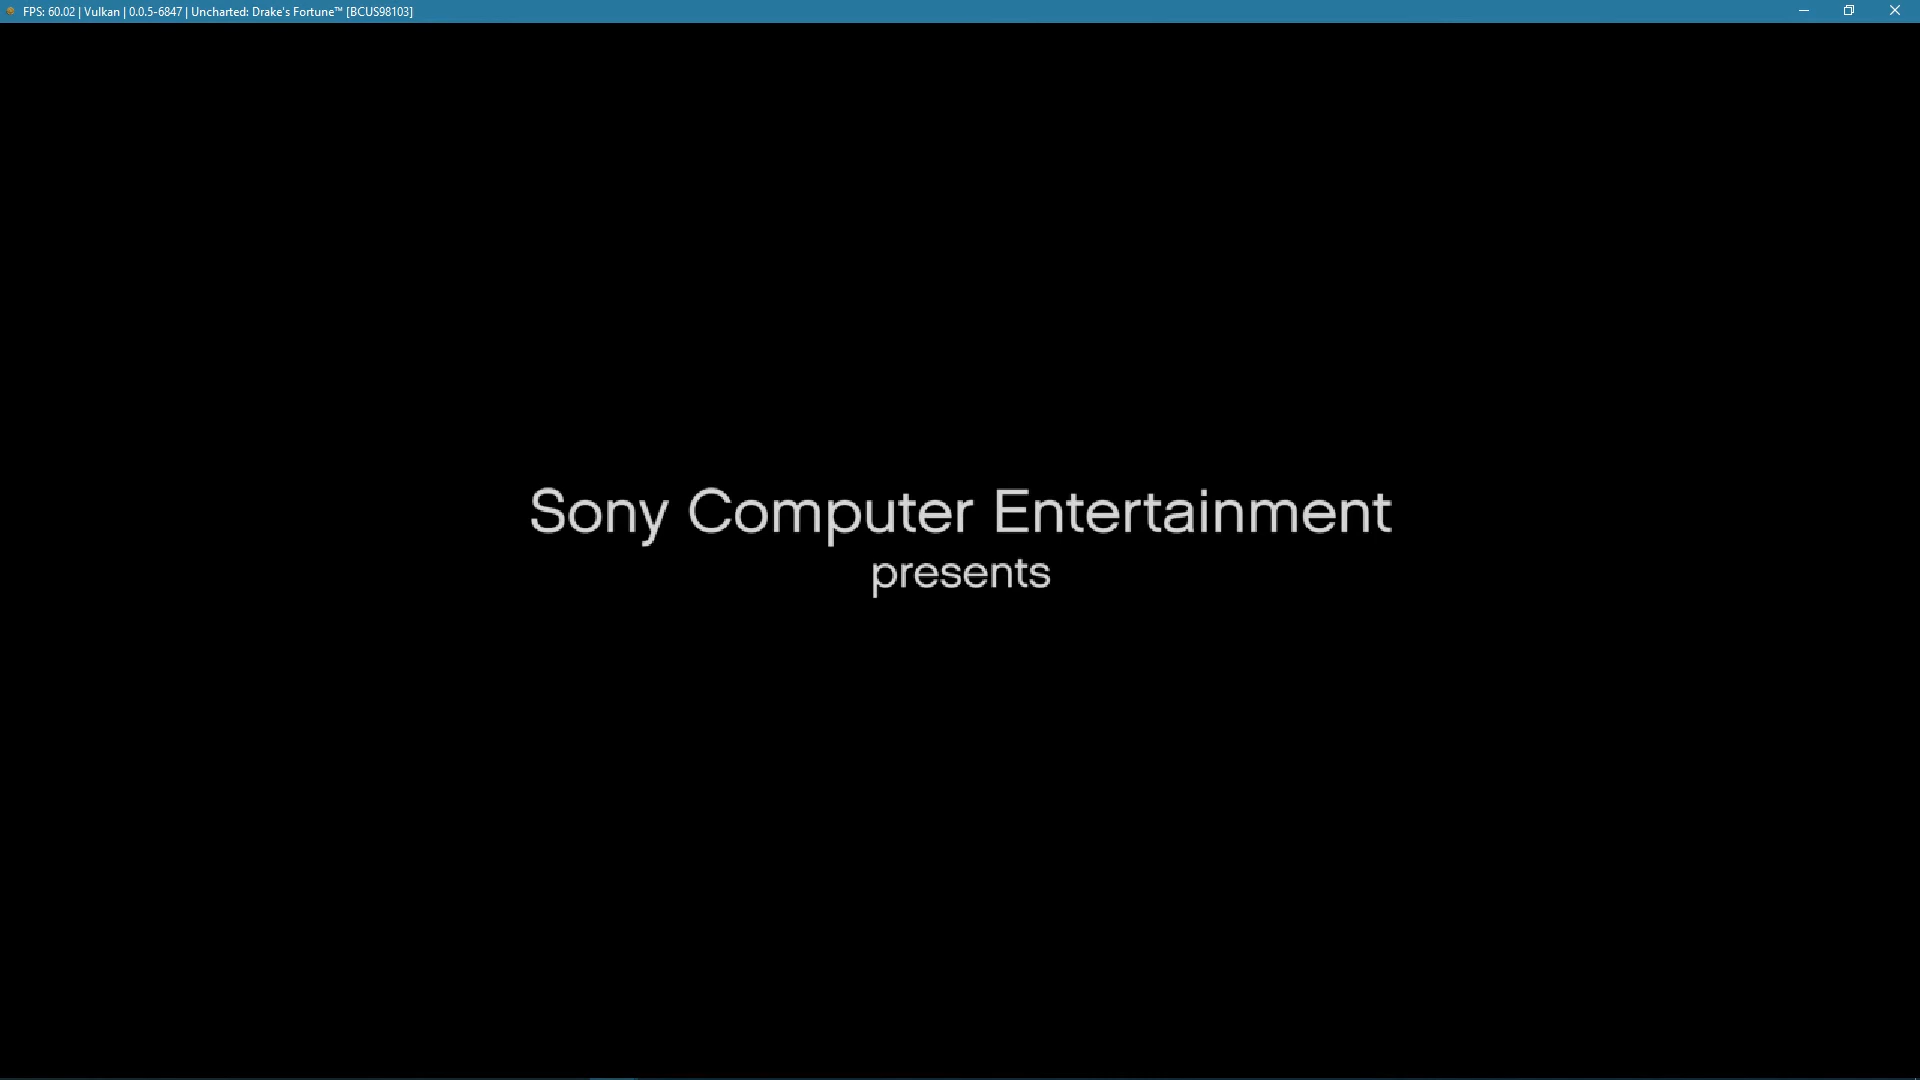 FPS: 60.02 | Vulkan | 0.0.5-6847 | Uncharted: Drake's Fortune™ [BCUS98103]
Sony Computer Entertainment
presents